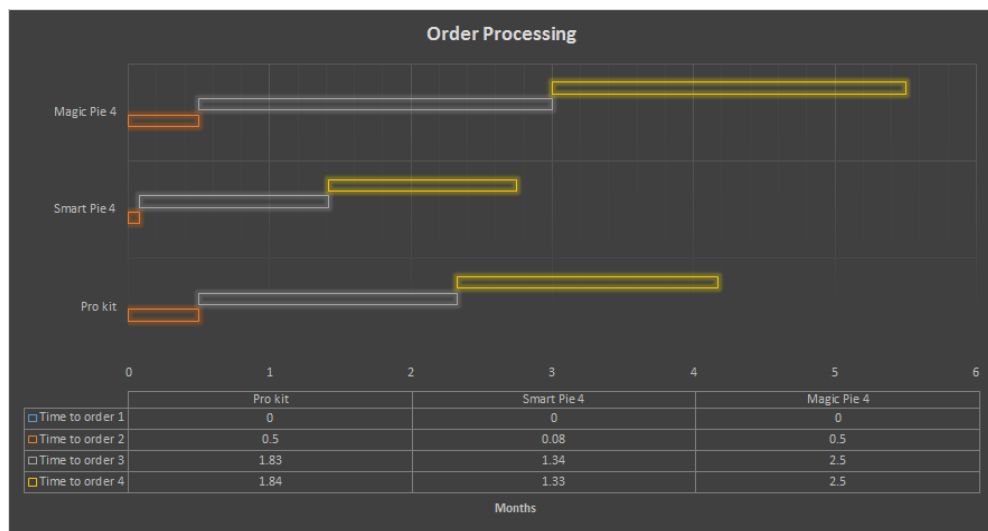 Order Processing
Magic Pie 4
Smart Pie 4
Pro kit
0 1 2 3 4 5 6
Pro kit Smart Pie 4 Magic Pie 4
Time to order 1 0 0 0
Time to order 2 0.5 0.08 0.5
Time to order 3 1.83 1.34 2.5
Time to order 4 1.84 1.33 2.5
Months